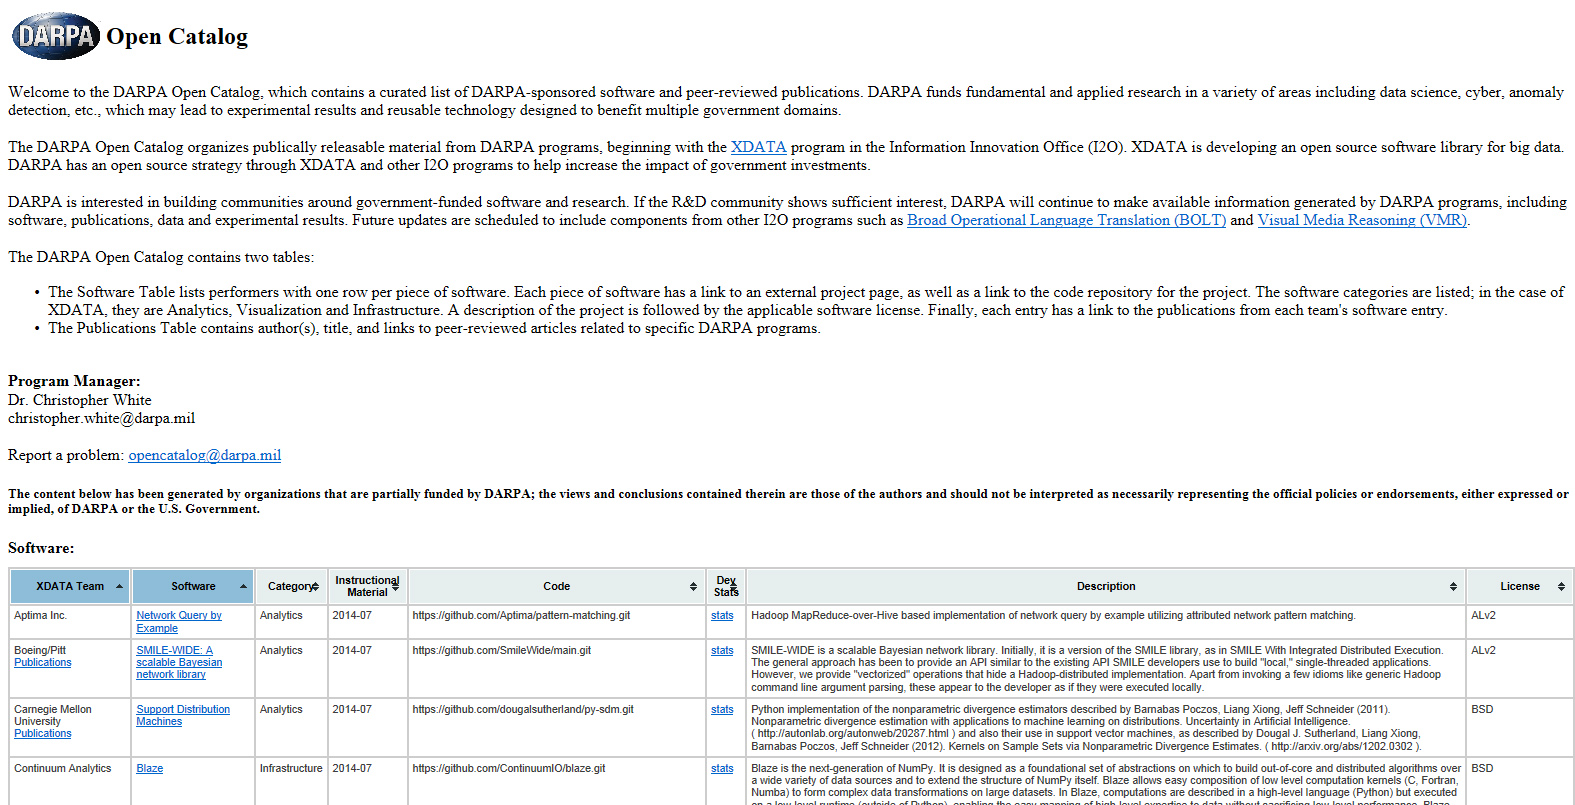 DARPA Open Catalog
Welcome to the DARPA Open Catalog, which contains a curated list of DARPA-sponsored software and peer-reviewed publications. DARPA funds fundamental and applied research in a variety of areas including data science, cyber, anomaly
detection, etc., which may lead to experimental results and reusable technology designed to benefit multiple government domains.
The DARPA Open Catalog organizes publically releasable material from DARPA programs, beginning with the XDATA program in the Information Innovation Office (I2O). XDATA is developing an open source software library for big data.
DARPA has an open source strategy through XDATA and other I2O programs to help increase the impact of government investments.
DARPA is interested in building communities around government-funded software and research. If the R&D community shows sufficient interest, DARPA will continue to make available information generated by DARPA programs, including
software, publications, data and experimental results. Future updates are scheduled to include components from other I2O programs such as Broad Operational Language Translation (BOLT) and Visual Media Reasoning (VMR).
The DARPA Open Catalog contains two tables:
• The Software Table lists performers with one row per piece of software. Each piece of software has a link to an external project page, as well as a link to the code repository for the project. The software categories are listed; in the case of
XDATA, they are Analytics, Visualization and Infrastructure. A description of the project is followed by the applicable software license. Finally, each entry has a link to the publications from each team's software entry.
• The Publications Table contains author(s), title, and links to peer-reviewed articles related to specific DARPA programs.
Program Manager:
Dr. Christopher White
christopher.white@darpa.mil
Report a problem: opencatalog@darpa.mil
The content below has been generated by organizations that are partially funded by DARPA; the views and conclusions contained therein are those of the authors and should not be interpreted as necessarily representing the official policies or endorsements, either expressed or
implied, of DARPA or the U.S. Government.
Software:
XDATA Team Software Category Instructional Material Code Dev Stats Description License
Aptima Inc. Network Query by Example Analytics 2014-07 https://github.com/Aptima/pattern-matching.git stats Hadoop MapReduce-over-Hive based implementation of network query by example utilizing attributed network pattern matching. ALv2
Boeing/Pitt Publications SMILE-WIDE: A scalable Bayesian network library Analytics 2014-07 https://github.com/SmileWide/main.git stats SMILE-WIDE is a scalable Bayesian network library. Initially, it is a version of the SMILE library, as in SMILE With Integrated Distributed Execution. ALv2
The general approach has been to provide an API similar to the existing API SMILE developers use to build "local," single-threaded applications.
However, we provide "vectorized" operations that hide a Hadoop-distributed implementation. Apart from invoking a few idioms like generic Hadoop
command line argument parsing, these appear to the developer as if they were executed locally.
Carnegie Mellon University Publications Support Distribution Machines Analytics 2014-07 https://github.com/dougalsutherland/py-sdm.git stats Python implementation of the nonparametric divergence estimators described by Barnabas Poczos, Liang Xiong, Jeff Schneider (2011). BSD
Nonparametric divergence estimation with applications to machine learning on distributions. Uncertainty in Artificial Intelligence.
( http://autonlab.org/autonweb/20287.html ) and also their use in support vector machines, as described by Dougal J. Sutherland, Liang Xiong,
Barnabas Poczos, Jeff Schneider (2012). Kernels on Sample Sets via Nonparametric Divergence Estimates. ( http://arxiv.org/abs/1202.0302 ).
Continuum Analytics Blaze Infrastructure 2014-07 https://github.com/ContinuumIO/blaze.git stats Blaze is the next-generation of NumPy. It is designed as a foundational set of abstractions on which to build out-of-core and distributed algorithms over BSD
a wide variety of data sources and to extend the structure of NumPy itself. Blaze allows easy composition of low level computation kernels (C, Fortran,
Numba) to form complex data transformations on large datasets. In Blaze, computations are described in a high-level language (Python) but executed
on a low-level runtime (outside of Python), enabling the easy mapping of high-level expertise to data without sacrificing low-level performance. Blaze